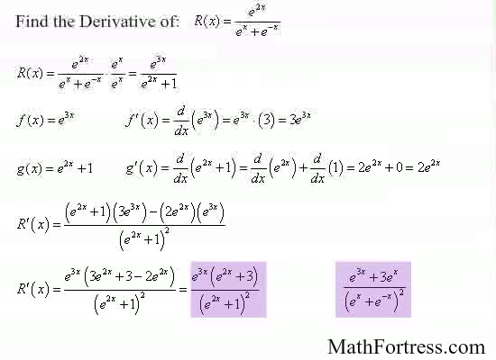 Find the Derivative of: R(x) = e^{2x} / (e^x + e^{-x})
R(x) = e^{2x} / (e^x + e^{-x}) · e^x / e^x = e^{3x} / (e^{2x} + 1)
f(x) = e^{3x} f'(x) = d/dx (e^{3x}) = e^{3x} · (3) = 3e^{3x}
g(x) = e^{2x} + 1 g'(x) = d/dx (e^{2x} + 1) = d/dx (e^{2x}) + d/dx (1) = 2e^{2x} + 0 = 2e^{2x}
R'(x) = ((e^{2x} + 1)(3e^{3x}) − (2e^{2x})(e^{3x})) / (e^{2x} + 1)^2
R'(x) = e^{3x}(3e^{2x} + 3 − 2e^{2x}) / (e^{2x} + 1)^2 = e^{3x}(e^{2x} + 3) / (e^{2x} + 1)^2 (e^{3x} + 3e^x) / (e^x + e^{-x})^2
MathFortress.com